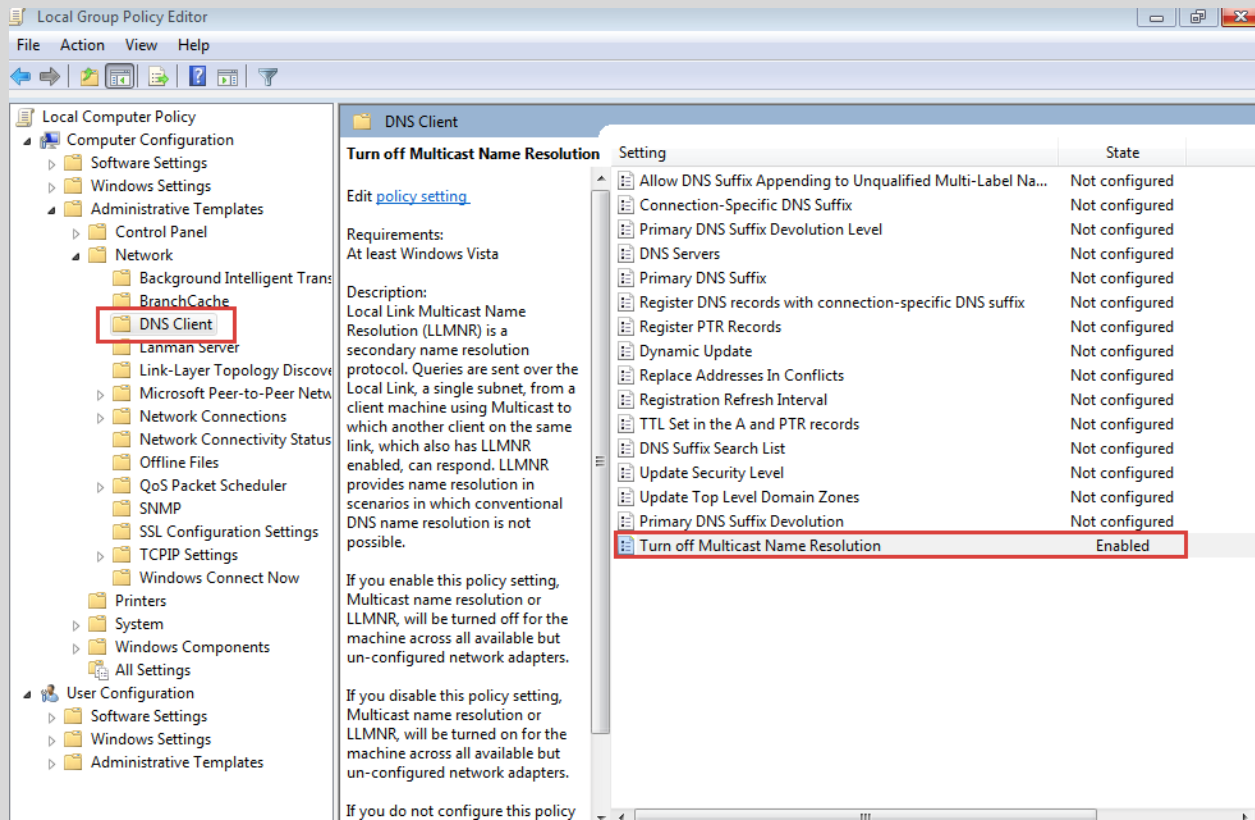 Local Group Policy Editor
File Action View Help
Local Computer Policy
Computer Configuration
Software Settings
Windows Settings
Administrative Templates
Control Panel
Network
Background Intelligent Trans
BranchCache
DNS Client
Lanman Server
Link-Layer Topology Discove
Microsoft Peer-to-Peer Netw
Network Connections
Network Connectivity Status
Offline Files
QoS Packet Scheduler
SNMP
SSL Configuration Settings
TCPIP Settings
Windows Connect Now
Printers
System
Windows Components
All Settings
User Configuration
Software Settings
Windows Settings
Administrative Templates
DNS Client
Turn off Multicast Name Resolution
Edit policy setting
Requirements:
At least Windows Vista
Description:
Local Link Multicast Name
Resolution (LLMNR) is a
secondary name resolution
protocol. Queries are sent over the
Local Link, a single subnet, from a
client machine using Multicast to
which another client on the same
link, which also has LLMNR
enabled, can respond. LLMNR
provides name resolution in
scenarios in which conventional
DNS name resolution is not
possible.
If you enable this policy setting,
Multicast name resolution or
LLMNR, will be turned off for the
machine across all available but
un-configured network adapters.
If you disable this policy setting,
Multicast name resolution or
LLMNR, will be turned on for the
machine across all available but
un-configured network adapters.
If you do not configure this policy
Setting State
Allow DNS Suffix Appending to Unqualified Multi-Label Na... Not configured
Connection-Specific DNS Suffix Not configured
Primary DNS Suffix Devolution Level Not configured
DNS Servers Not configured
Primary DNS Suffix Not configured
Register DNS records with connection-specific DNS suffix Not configured
Register PTR Records Not configured
Dynamic Update Not configured
Replace Addresses In Conflicts Not configured
Registration Refresh Interval Not configured
TTL Set in the A and PTR records Not configured
DNS Suffix Search List Not configured
Update Security Level Not configured
Update Top Level Domain Zones Not configured
Primary DNS Suffix Devolution Not configured
Turn off Multicast Name Resolution Enabled